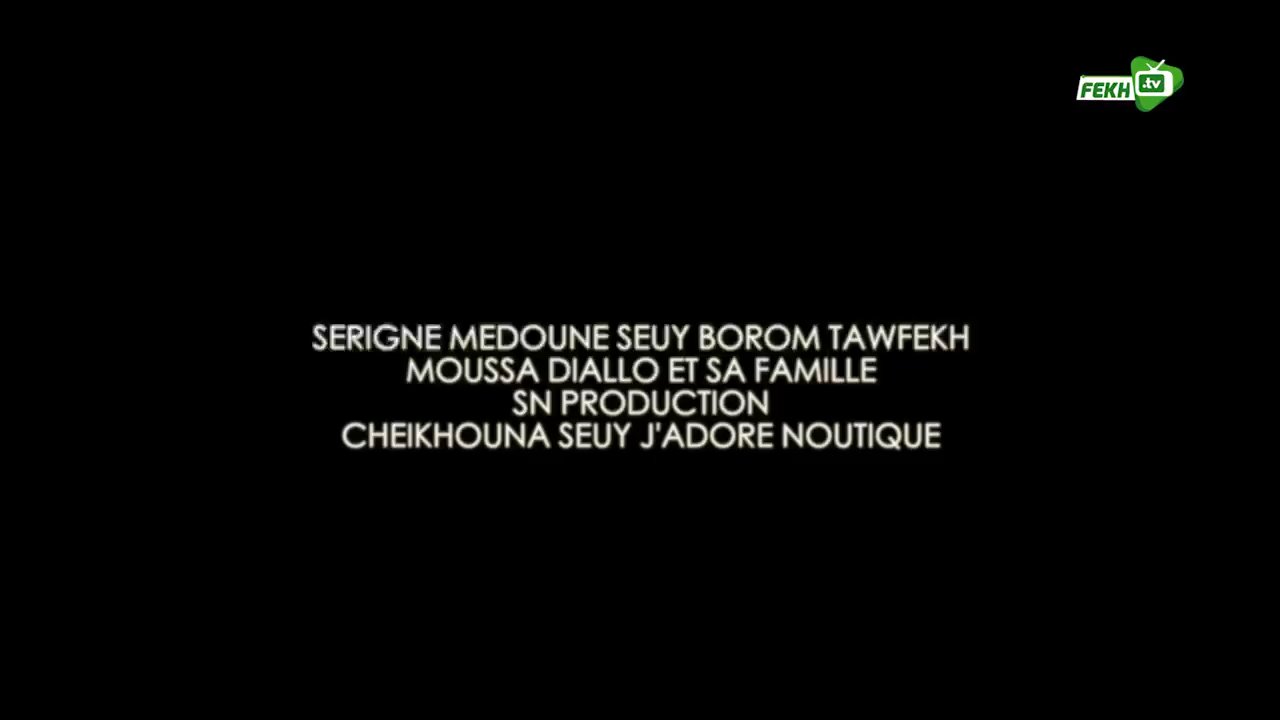 FEKH .tv
SERIGNE MEDOUNE SEUY BOROM TAWFEKH
MOUSSA DIALLO ET SA FAMILLE
SN PRODUCTION
CHEIKHOUNA SEUY J'ADORE NOUTIQUE